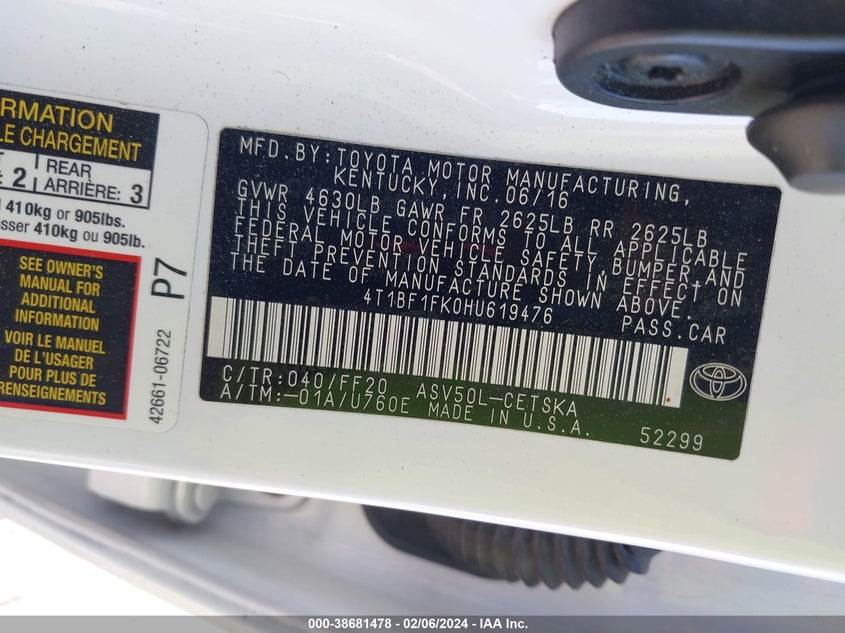 RMATION
LE CHARGEMENT
2 REAR ARRIÈRE: 3
410kg or 905lbs.
sser 410kg ou 905lb.
SEE OWNER'S
MANUAL FOR
ADDITIONAL
INFORMATION
VOIR LE MANUEL
DE L'USAGER
POUR PLUS DE
RENSEIGNEMENTS
42661-06722 P7
MFD.BY:TOYOTA MOTOR MANUFACTURING,
KENTUCKY,INC.06/16
GVWR 4630LB GAWR FR 2625LB RR 2625LB
THIS VEHICLE CONFORMS TO ALL APPLICABLE
FEDERAL MOTOR VEHICLE SAFETY,BUMPER,AND
THEFT PREVENTION STANDARDS IN EFFECT ON
THE DATE OF MANUFACTURE SHOWN ABOVE.
4T1BF1FK0HU619476 PASS.CAR
C/TR:040/FF20 ASV50L-CETSKA
A/TM:-01A/U760E MADE IN U.S.A. 52299
000-38681478 - 02/06/2024 - IAA Inc.